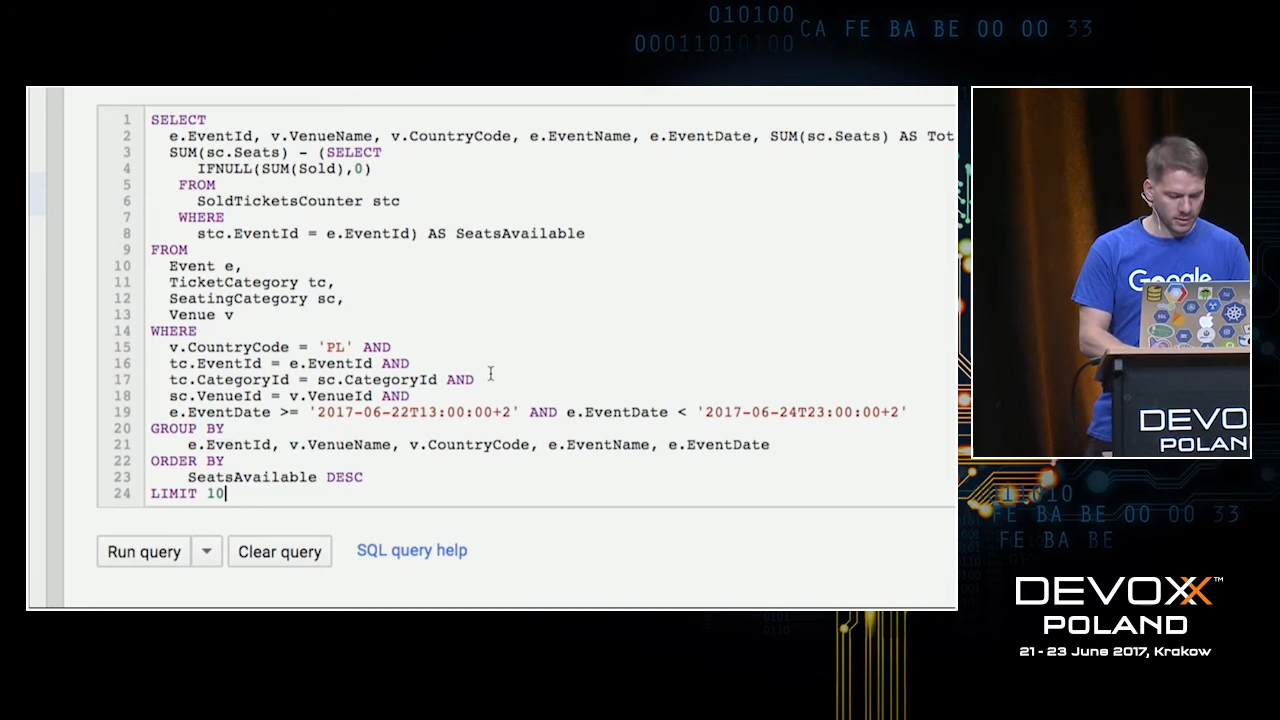 010100
00011010100
CA FE BA BE 00 00 33
1 SELECT
2 e.EventId, v.VenueName, v.CountryCode, e.EventName, e.EventDate, SUM(sc.Seats) AS Tot
3 SUM(sc.Seats) - (SELECT
4 IFNULL(SUM(Sold),0)
5 FROM
6 SoldTicketsCounter stc
7 WHERE
8 stc.EventId = e.EventId) AS SeatsAvailable
9 FROM
10 Event e,
11 TicketCategory tc,
12 SeatingCategory sc,
13 Venue v
14 WHERE
15 v.CountryCode = 'PL' AND
16 tc.EventId = e.EventId AND
17 tc.CategoryId = sc.CategoryId AND
18 sc.VenueId = v.VenueId AND
19 e.EventDate >= '2017-06-22T13:00:00+2' AND e.EventDate < '2017-06-24T23:00:00+2'
20 GROUP BY
21 e.EventId, v.VenueName, v.CountryCode, e.EventName, e.EventDate
22 ORDER BY
23 SeatsAvailable DESC
24 LIMIT 10
Run query
Clear query
SQL query help
Google
DEVO
POLAN
011010
FE BA BE 00 00 33
FE BA BE
DEVOXX™
POLAND
21 - 23 June 2017, Krakow